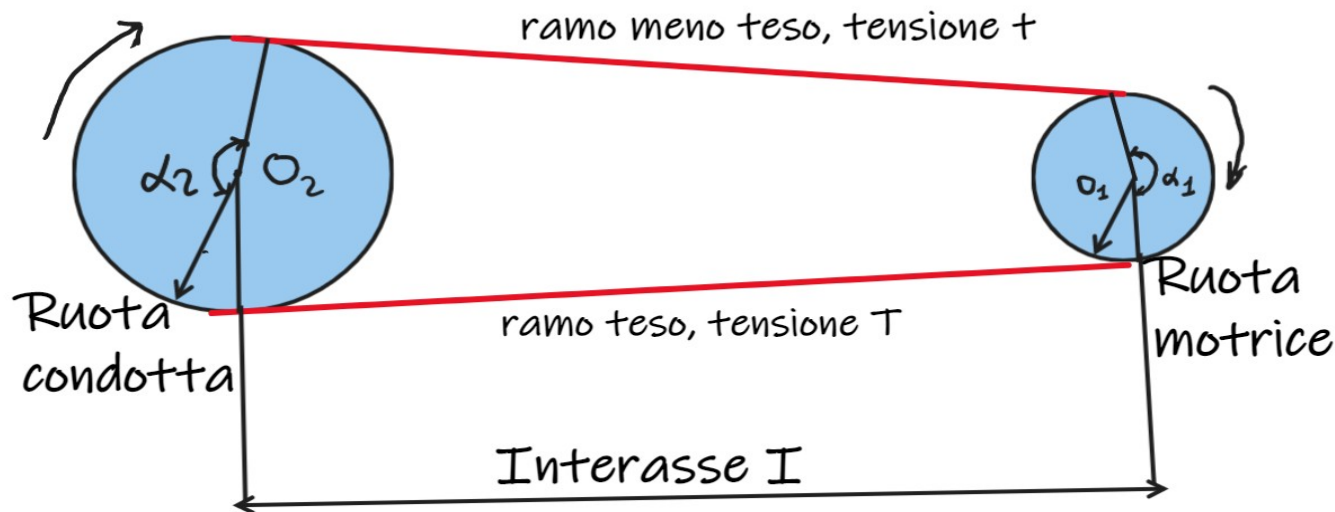 ramo meno teso, tensione t
α2
O2
O1
α1
Ruota
condotta
ramo teso, tensione T
Ruota
motrice
Interasse I